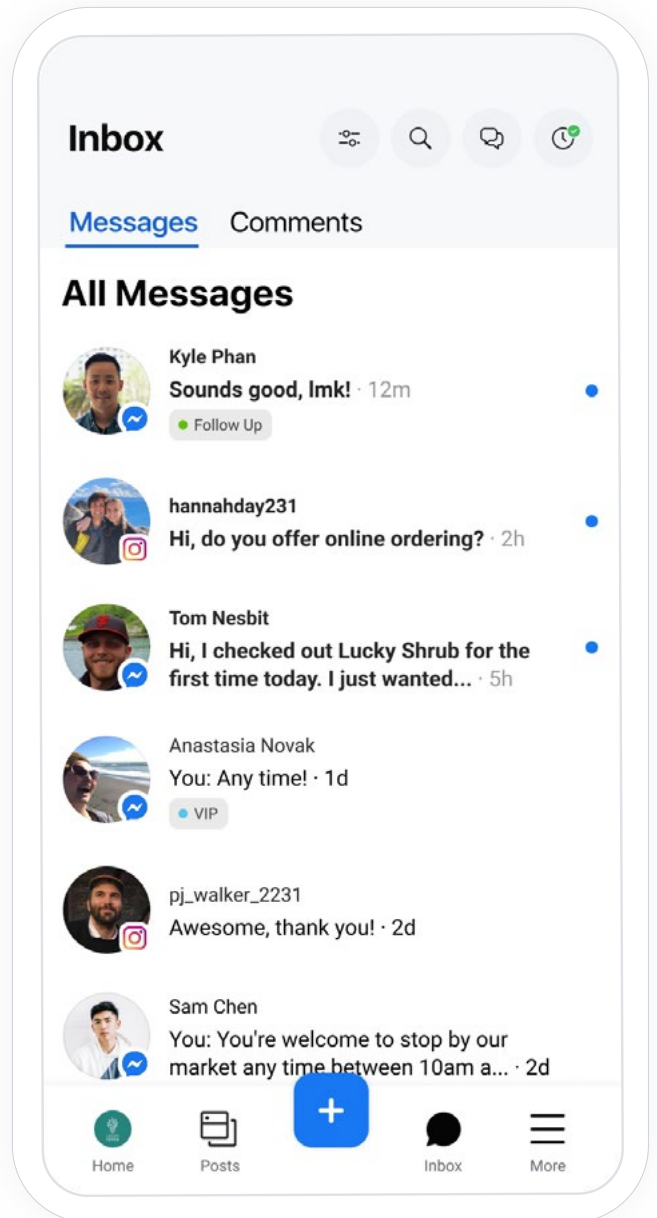 Inbox
Messages Comments
All Messages
Kyle Phan
Sounds good, lmk! · 12m
Follow Up
hannahday231
Hi, do you offer online ordering? · 2h
Tom Nesbit
Hi, I checked out Lucky Shrub for the
first time today. I just wanted... · 5h
Anastasia Novak
You: Any time! · 1d
VIP
pj_walker_2231
Awesome, thank you! · 2d
Sam Chen
You: You're welcome to stop by our
market any time between 10am a... · 2d
Home Posts Inbox More